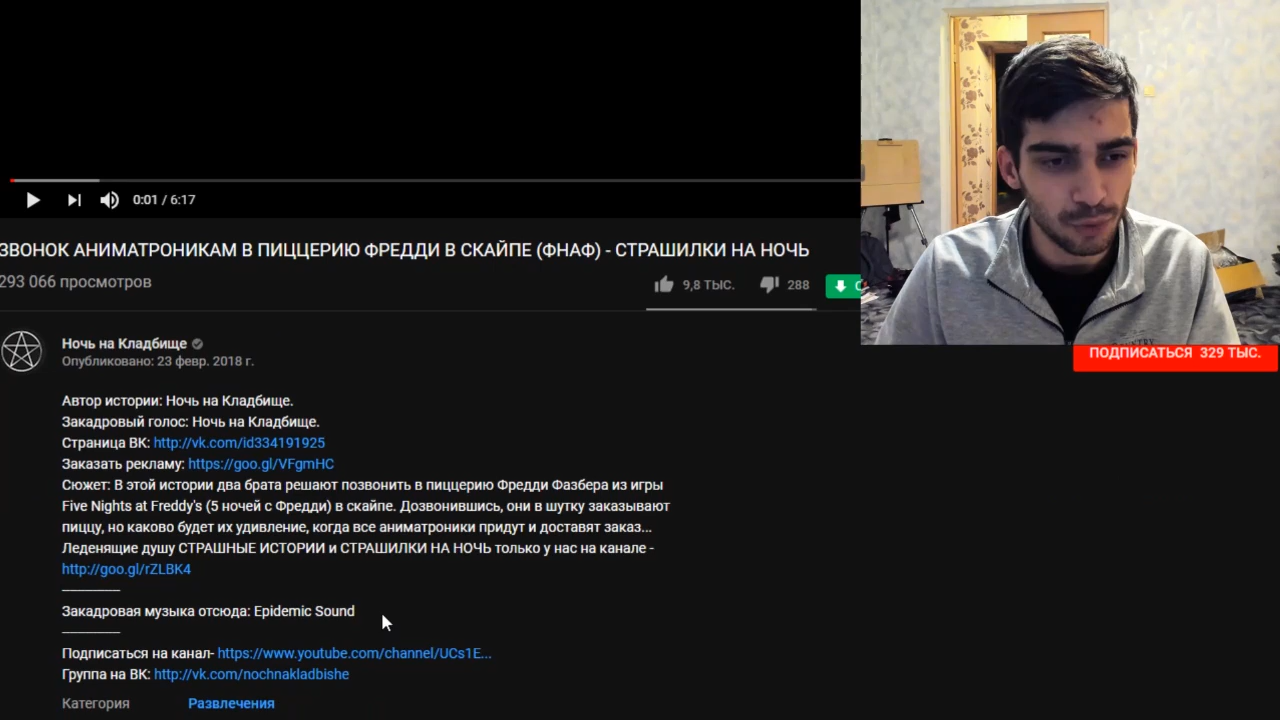 0:01 / 6:17
ЗВОНОК АНИМАТРОНИКАМ В ПИЦЦЕРИЮ ФРЕДДИ В СКАЙПЕ (ФНАФ) - СТРАШИЛКИ НА НОЧЬ
293 066 просмотров
9,8 ТЫС. 288
Ночь на Кладбище
ПОДПИСАТЬСЯ 329 ТЫС.
Опубликовано: 23 февр. 2018 г.
Автор истории: Ночь на Кладбище.
Закадровый голос: Ночь на Кладбище.
Страница ВК: http://vk.com/id334191925
Заказать рекламу: https://goo.gl/VFgmHC
Сюжет: В этой истории два брата решают позвонить в пиццерию Фредди Фазбера из игры
Five Nights at Freddy's (5 ночей с Фредди) в скайпе. Дозвонившись, они в шутку заказывают
пиццу, но каково будет их удивление, когда все аниматроники придут и доставят заказ...
Леденящие душу СТРАШНЫЕ ИСТОРИИ и СТРАШИЛКИ НА НОЧЬ только у нас на канале -
http://goo.gl/rZLBK4
Закадровая музыка отсюда: Epidemic Sound
Подписаться на канал- https://www.youtube.com/channel/UCs1E...
Группа на ВК: http://vk.com/nochnakladbishe
Категория Развлечения